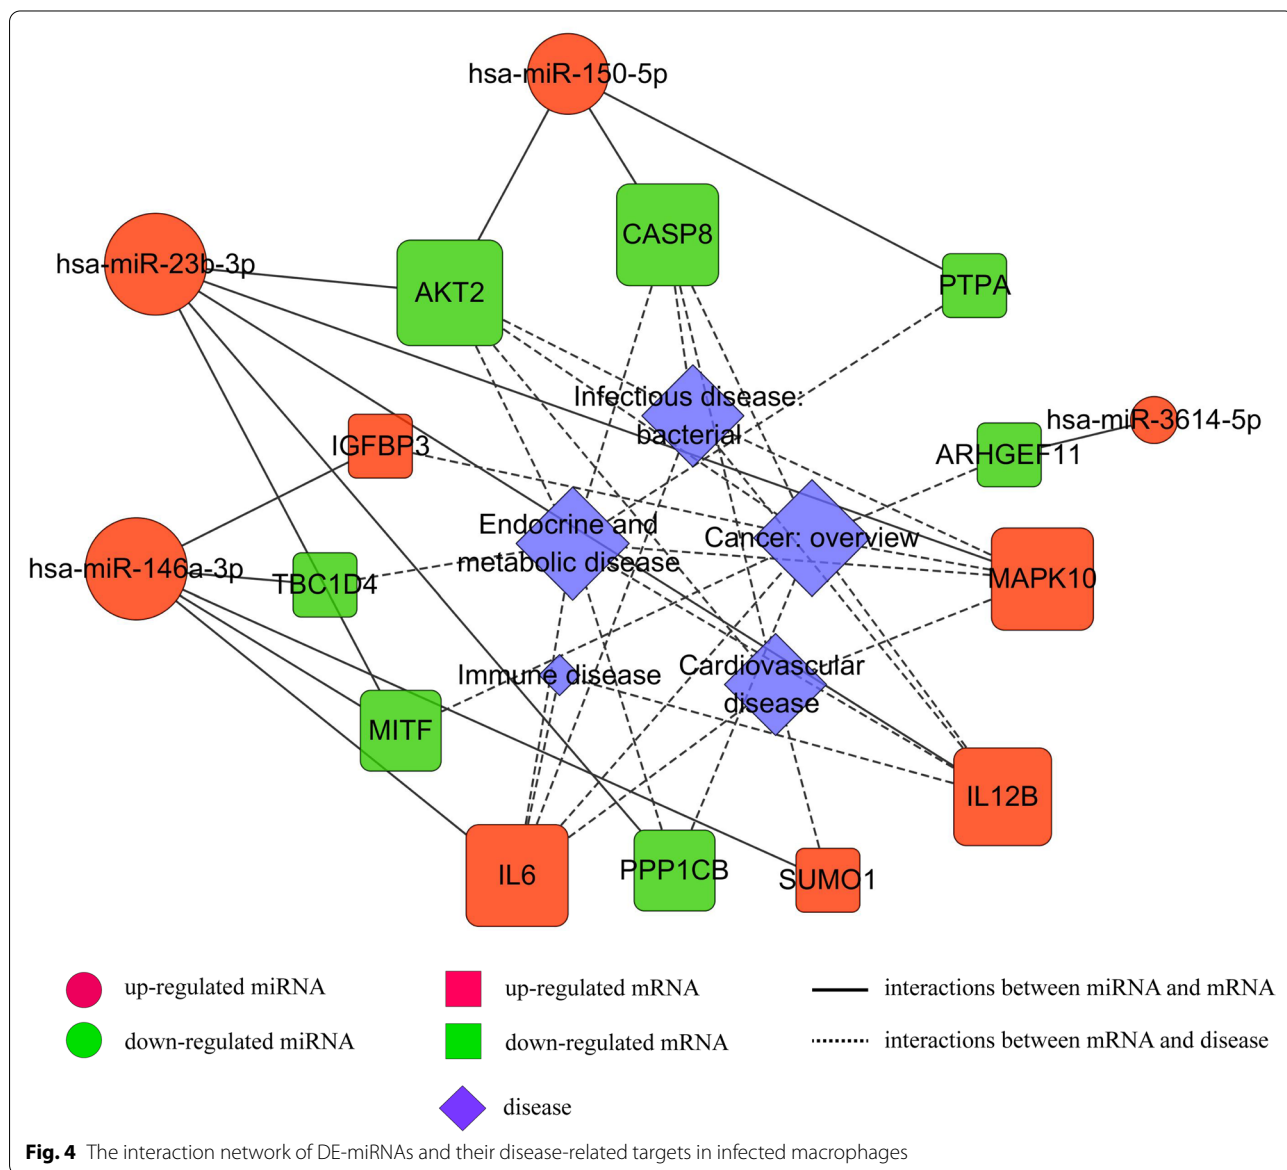 hsa-miR-150-5p
CASP8
hsa-miR-23b-3p
AKT2
PTPA
Infectious disease:
bacterial
hsa-miR-3614-5p
IGFBP3
ARHGEF11
Endocrine and
metabolic disease
Cancer: overview
hsa-miR-146a-3p
TBC1D4
MAPK10
Immune disease
Cardiovascular
disease
MITF
IL12B
IL6
PPP1CB
SUMO1
up-regulated miRNA
up-regulated mRNA
interactions between miRNA and mRNA
down-regulated miRNA
down-regulated mRNA
interactions between mRNA and disease
disease
Fig. 4 The interaction network of DE-miRNAs and their disease-related targets in infected macrophages